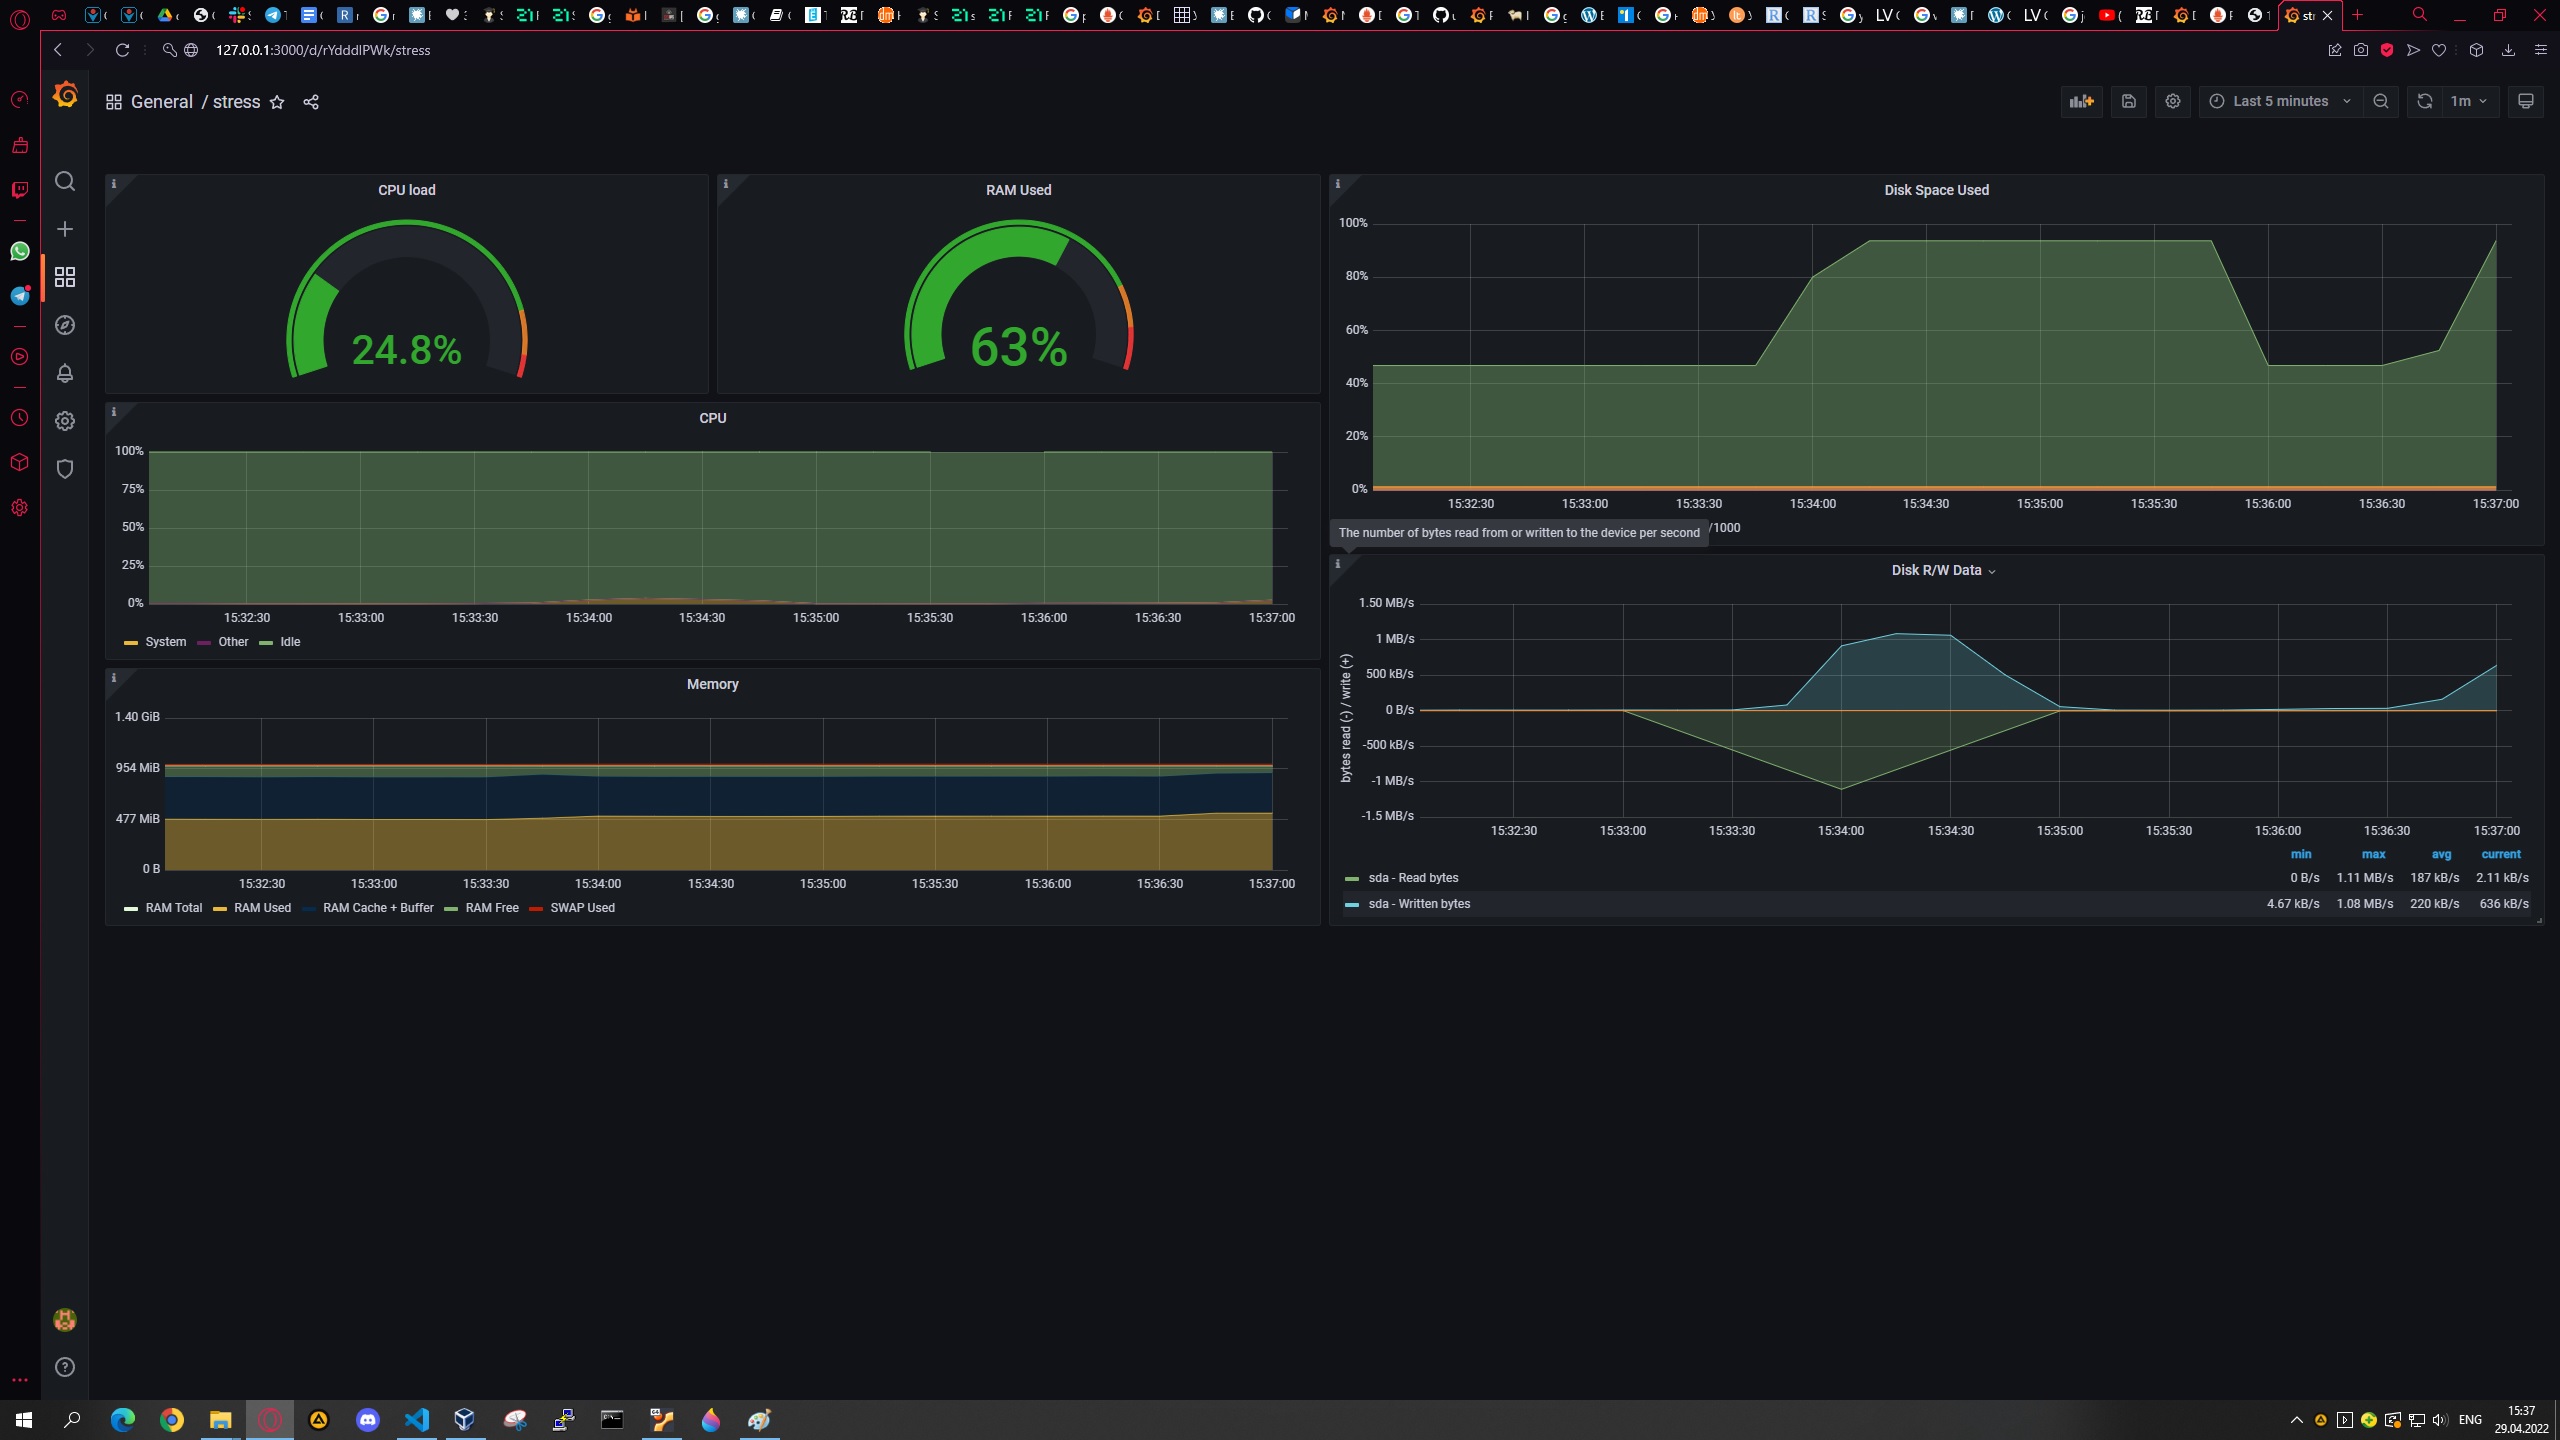 127.0.0.1:3000/d/rYdddlPWk/stress
General / stress
Last 5 minutes
1m
CPU load
24.8%
RAM Used
63%
CPU
100%
75%
50%
25%
0%
15:32:30 15:33:00 15:33:30 15:34:00 15:34:30 15:35:00 15:35:30 15:36:00 15:36:30 15:37:00
System Other Idle
Memory
1.40 GiB
954 MiB
477 MiB
0 B
15:32:30 15:33:00 15:33:30 15:34:00 15:34:30 15:35:00 15:35:30 15:36:00 15:36:30 15:37:00
RAM Total RAM Used RAM Cache + Buffer RAM Free SWAP Used
Disk Space Used
100%
80%
60%
40%
20%
0%
15:32:30 15:33:00 15:33:30 15:34:00 15:34:30 15:35:00 15:35:30 15:36:00 15:36:30 15:37:00
/1000
The number of bytes read from or written to the device per second
Disk R/W Data
bytes read (-) / write (+)
1.50 MB/s
1 MB/s
500 kB/s
0 B/s
-500 kB/s
-1 MB/s
-1.5 MB/s
15:32:30 15:33:00 15:33:30 15:34:00 15:34:30 15:35:00 15:35:30 15:36:00 15:36:30 15:37:00
min max avg current
sda - Read bytes 0 B/s 1.11 MB/s 187 kB/s 2.11 kB/s
sda - Written bytes 4.67 kB/s 1.08 MB/s 220 kB/s 636 kB/s
ENG
15:37
29.04.2022